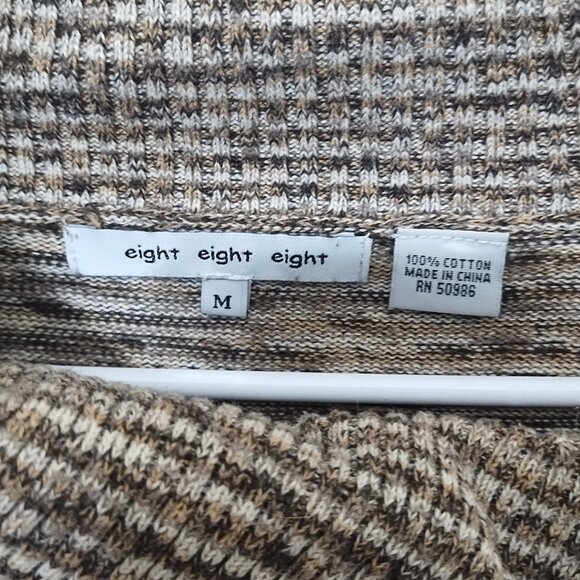 eight eight eight
M
100% COTTON
MADE IN CHINA
RN 50986